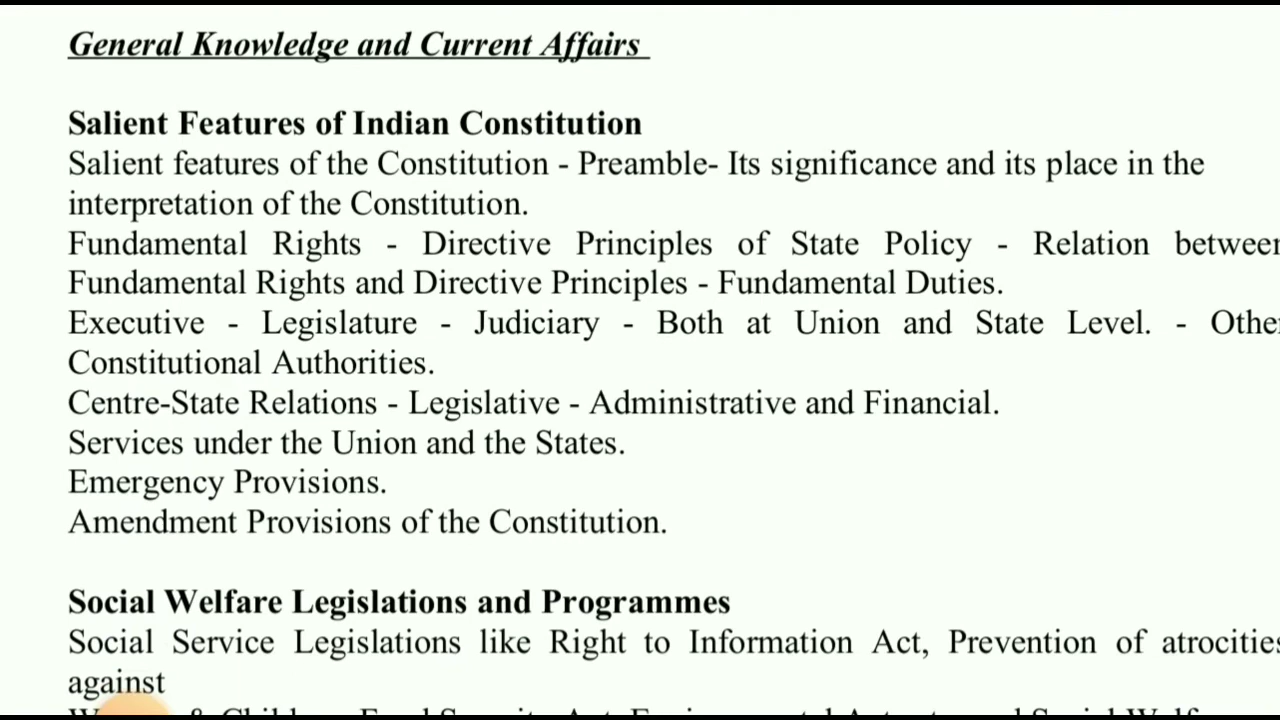 General Knowledge and Current Affairs
Salient Features of Indian Constitution
Salient features of the Constitution - Preamble- Its significance and its place in the
interpretation of the Constitution.
Fundamental Rights - Directive Principles of State Policy - Relation between
Fundamental Rights and Directive Principles - Fundamental Duties.
Executive - Legislature - Judiciary - Both at Union and State Level. - Other
Constitutional Authorities.
Centre-State Relations - Legislative - Administrative and Financial.
Services under the Union and the States.
Emergency Provisions.
Amendment Provisions of the Constitution.
Social Welfare Legislations and Programmes
Social Service Legislations like Right to Information Act, Prevention of atrocities
against